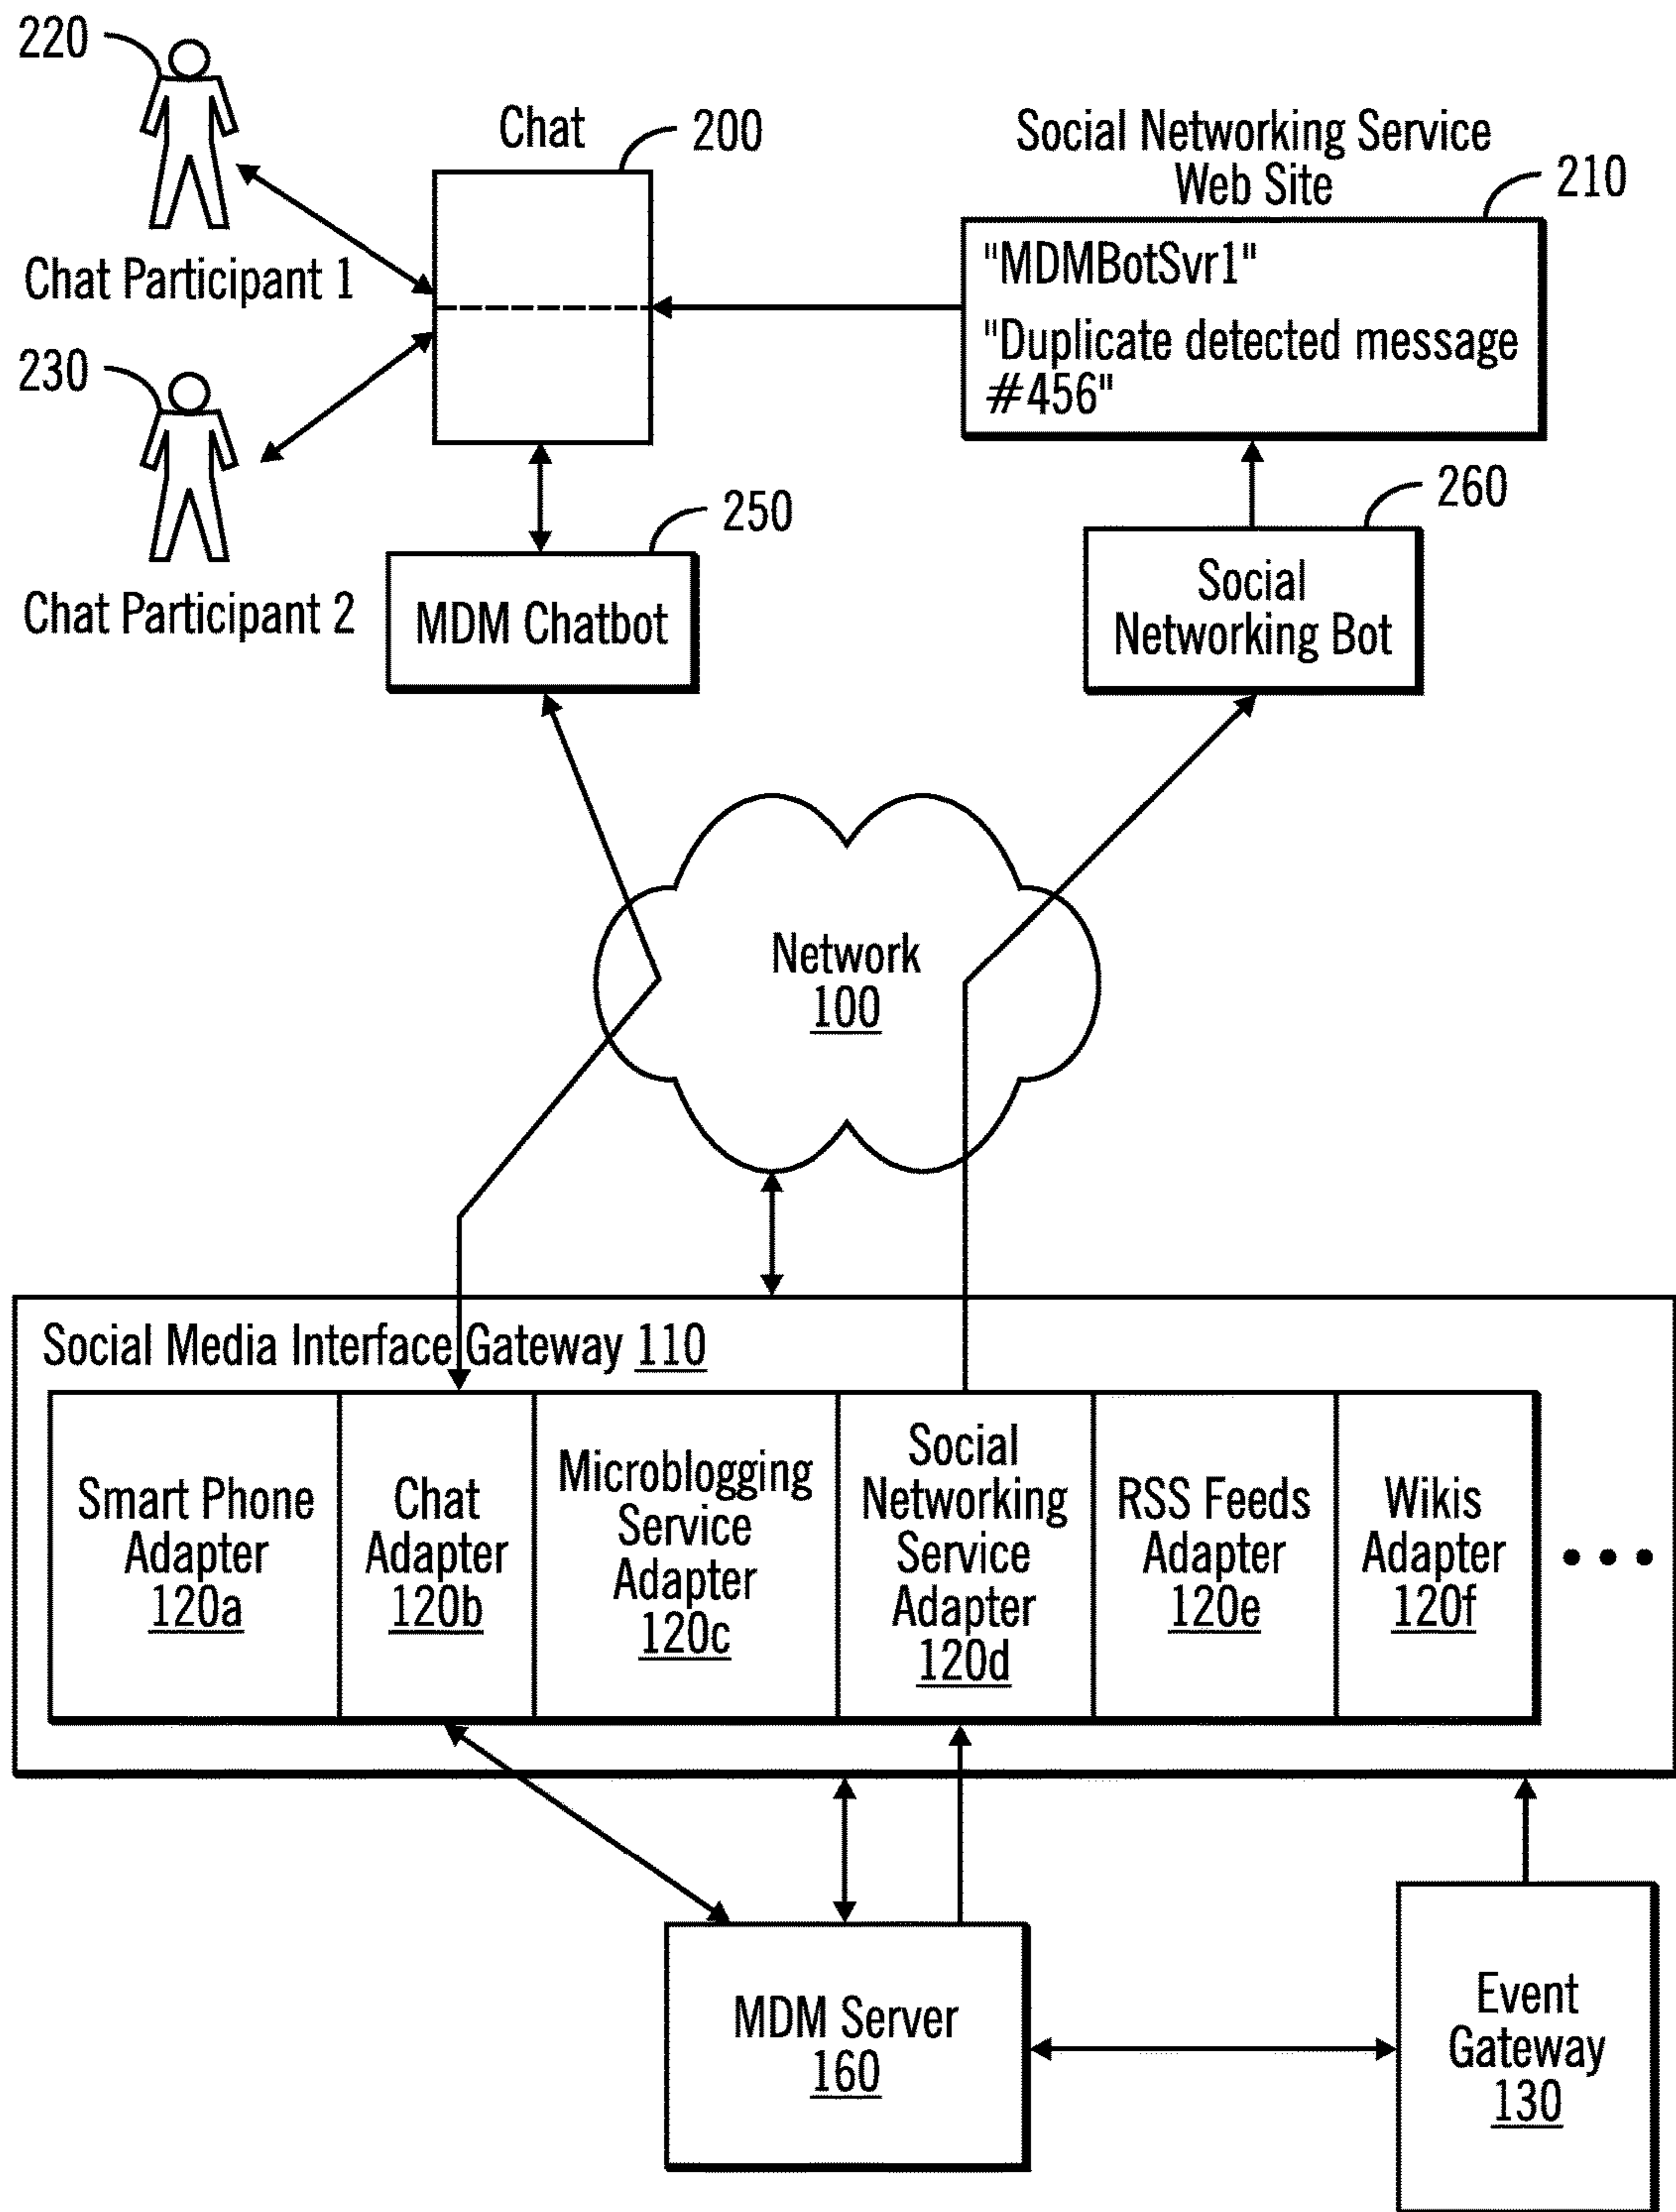 220
Chat Participant 1
230
Chat Participant 2
Chat
200
Social Networking Service
Web Site
210
"MDMBotSvr1"
"Duplicate detected message
#456"
250
MDM Chatbot
260
Social
Networking Bot
Network
100
Social Media Interface Gateway 110
Smart Phone
Adapter
120a
Chat
Adapter
120b
Microblogging
Service
Adapter
120c
Social
Networking
Service
Adapter
120d
RSS Feeds
Adapter
120e
Wikis
Adapter
120f
MDM Server
160
Event
Gateway
130